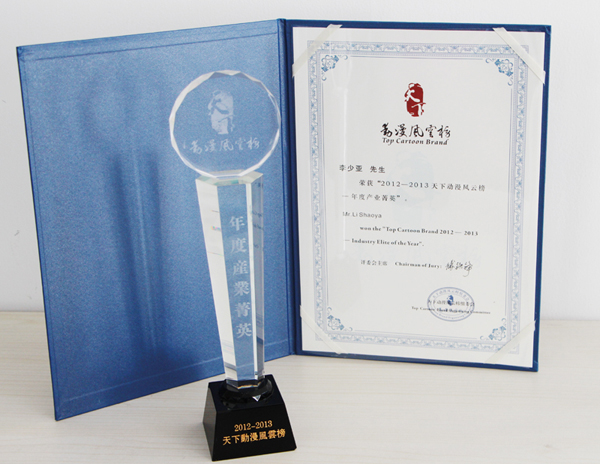 動漫風雲榜
年度産業菁英
2012-2013
天下動漫風雲榜
天下
動漫風雲榜
Top Cartoon Brand
李少亚 先生
荣获“2012—2013天下动漫风云榜
—年度产业菁英”。
Mr Li Shaoya
won the "Top Cartoon Brand 2012— 2013
— Industry Elite of the Year".
评委会主席 Chairman of Jury:
Top Cartoon